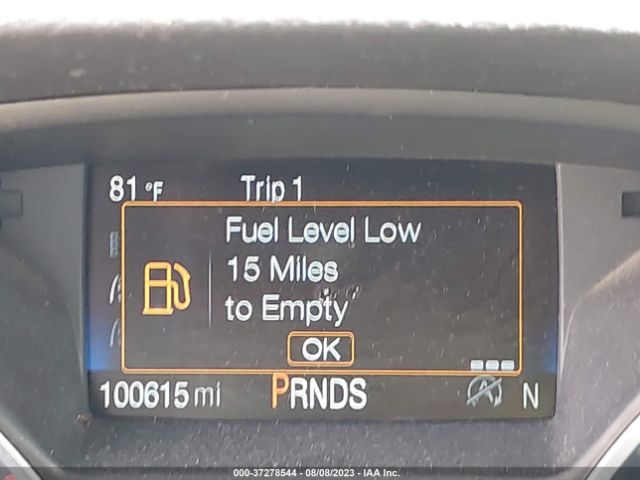 81 °F Trip 1
Fuel Level Low
15 Miles
to Empty
OK
100615 mi PRNDS N
000-37278544 - 08/08/2023 - IAA Inc.